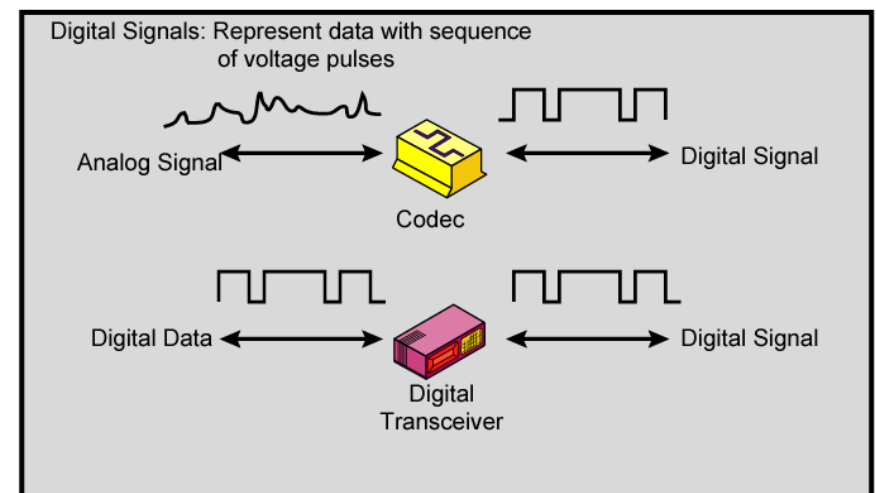 Digital Signals: Represent data with sequence
of voltage pulses
Analog Signal
Digital Signal
Codec
Digital Data
Digital Signal
Digital
Transceiver